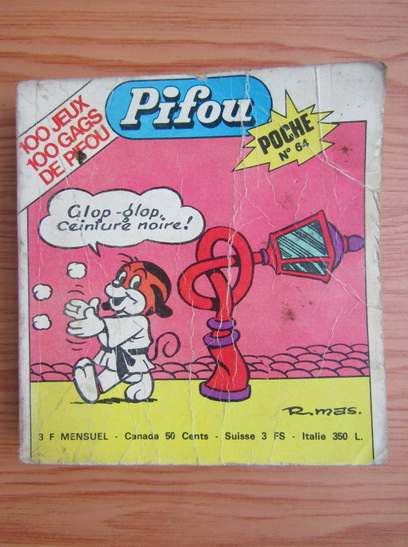 100 JEUX
100 GAGS
DE PIFOU
Pifou
POCHE
N° 64
Glop-glop,
Ceinture noire!
R. mas.
3 F MENSUEL - Canada 50 Cents - Suisse 3 FS - Italie 350 L.